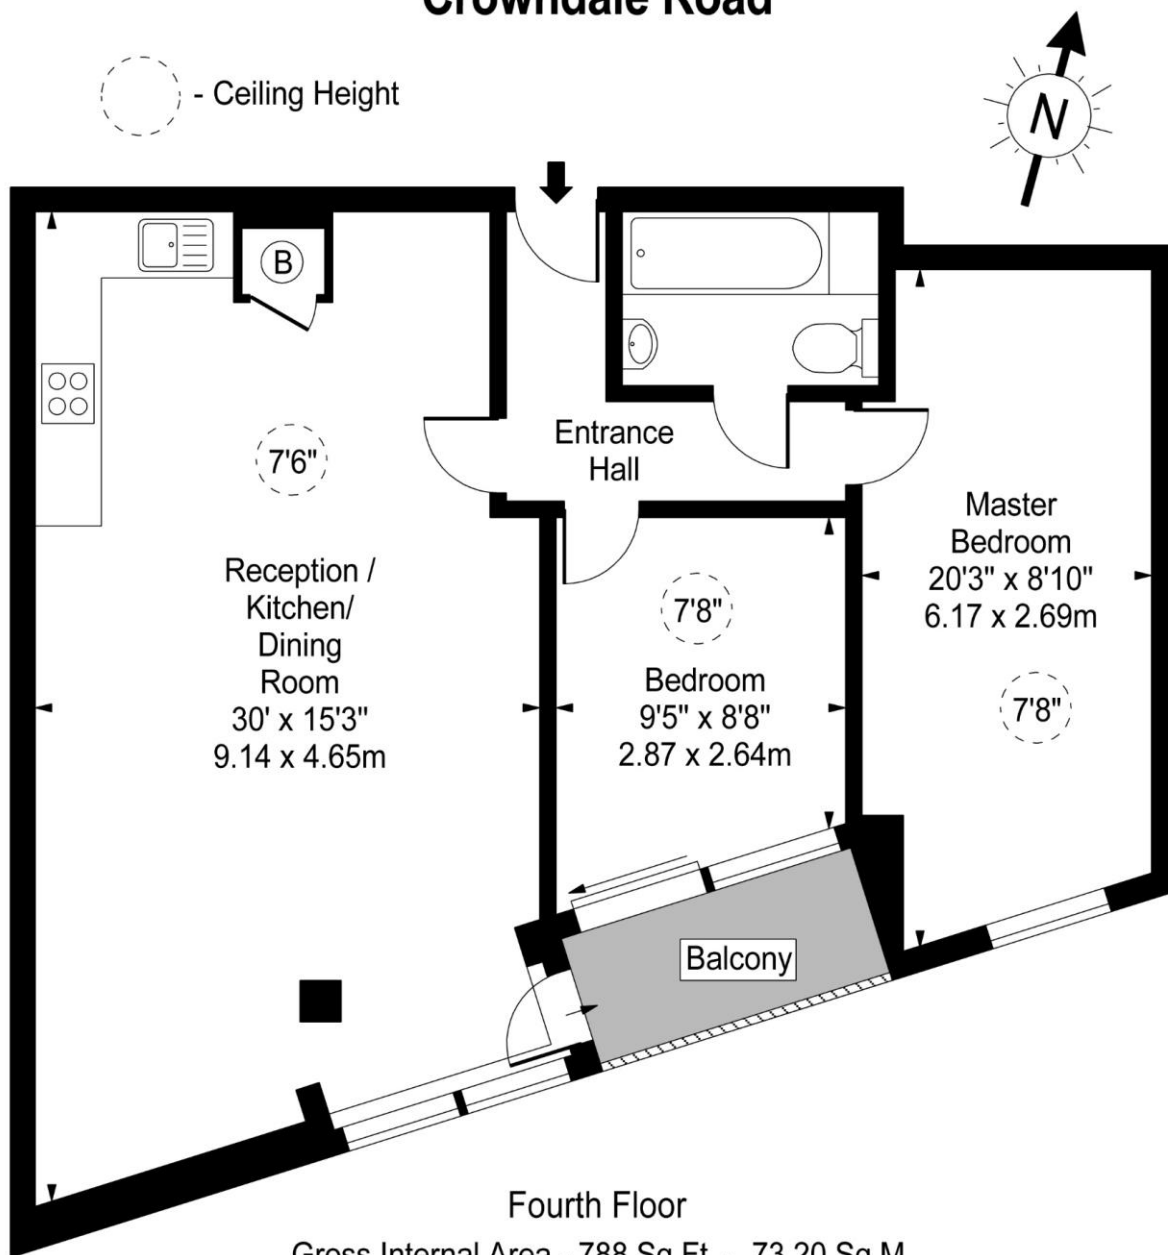 Crowndale Road
- Ceiling Height
N
B
7'6"
Entrance
Hall
Reception /
Kitchen/
Dining
Room
30' x 15'3"
9.14 x 4.65m
7'8"
Bedroom
9'5" x 8'8"
2.87 x 2.64m
Master
Bedroom
20'3" x 8'10"
6.17 x 2.69m
7'8"
Balcony
Fourth Floor
Gross Internal Area - 788 Sq Ft - 73.20 Sq M